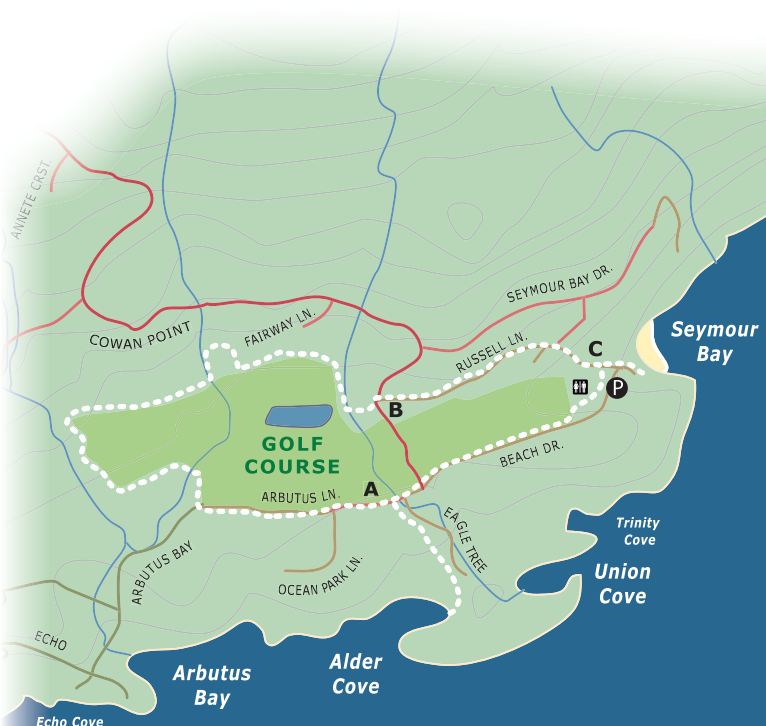 ANNETE CRST.
SEYMOUR BAY DR.
COWAN POINT
FAIRWAY LN.
RUSSELL LN.
C
Seymour
Bay
P
B
GOLF
COURSE
BEACH DR.
A
ARBUTUS LN.
EAGLE TREE
Trinity
Cove
ARBUTUS BAY
OCEAN PARK LN.
Union
Cove
ECHO
Arbutus
Bay
Alder
Cove
Echo Cove